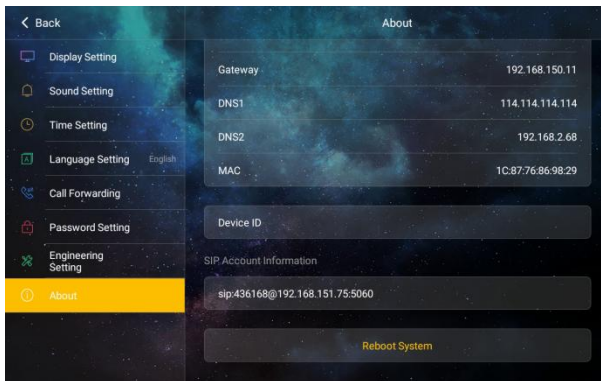 Back
About
Display Setting
Sound Setting
Time Setting
Language Setting English
Call Forwarding
Password Setting
Engineering
Setting
About
Gateway 192.168.150.11
DNS1 114.114.114.114
DNS2 192.168.2.68
MAC 1C:87:76:86:98:29
Device ID
SIP Account Information
sip:436168@192.168.151.75:5060
Reboot System